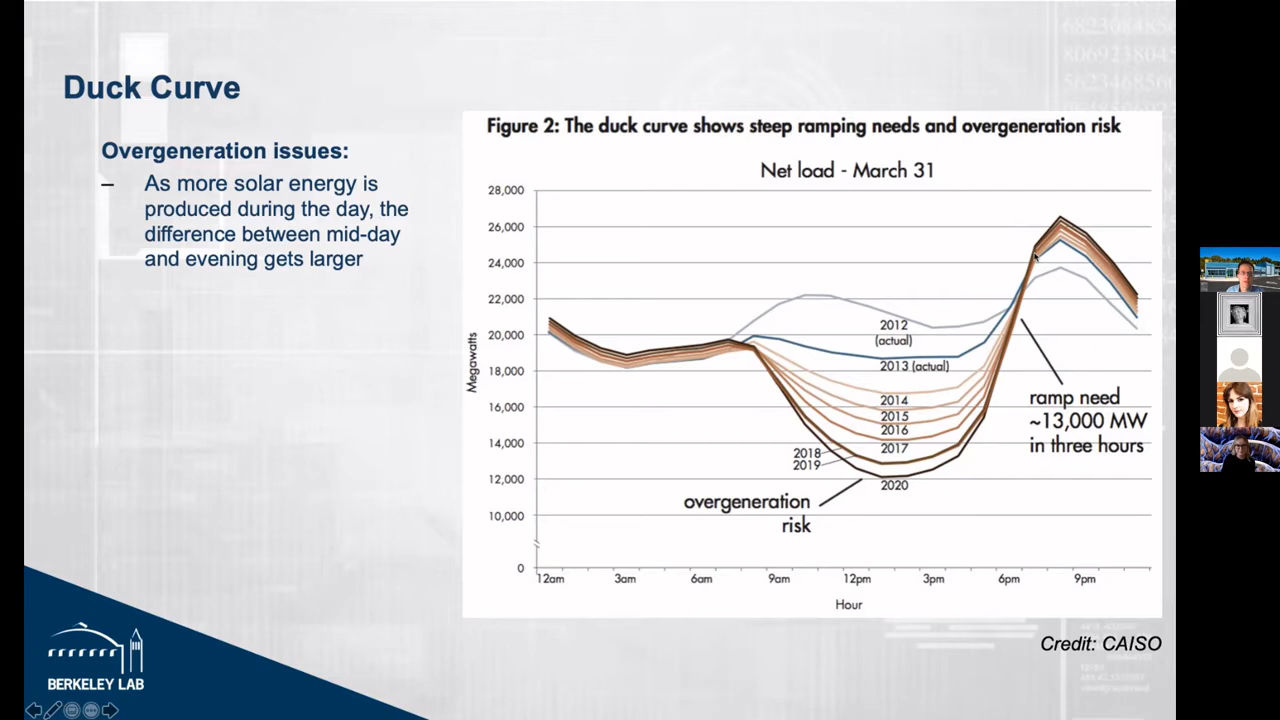 Duck Curve
Overgeneration issues:
– As more solar energy is
produced during the day, the
difference between mid-day
and evening gets larger
Figure 2: The duck curve shows steep ramping needs and overgeneration risk
Net load - March 31
28,000
26,000
24,000
22,000
20,000
18,000
16,000
14,000
12,000
10,000
0
Megawatts
2012
(actual)
2013 (actual)
2014
2015
2016
2017
2018
2019
2020
overgeneration
risk
ramp need
~13,000 MW
in three hours
12am 3am 6am 9am 12pm 3pm 6pm 9pm
Hour
Credit: CAISO
BERKELEY LAB